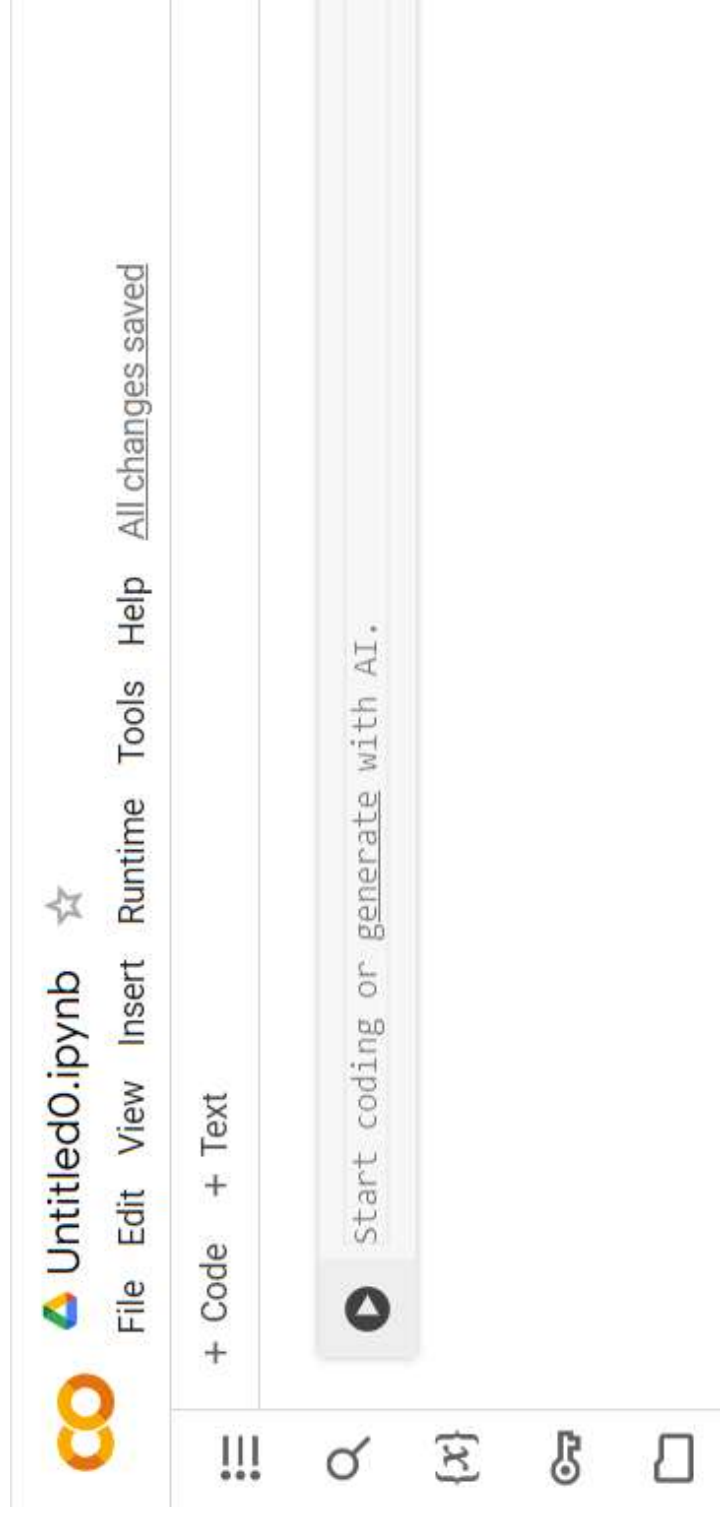 Untitled0.ipynb
File Edit View Insert Runtime Tools Help All changes saved
+ Code + Text
Start coding or generate with AI.
{x}